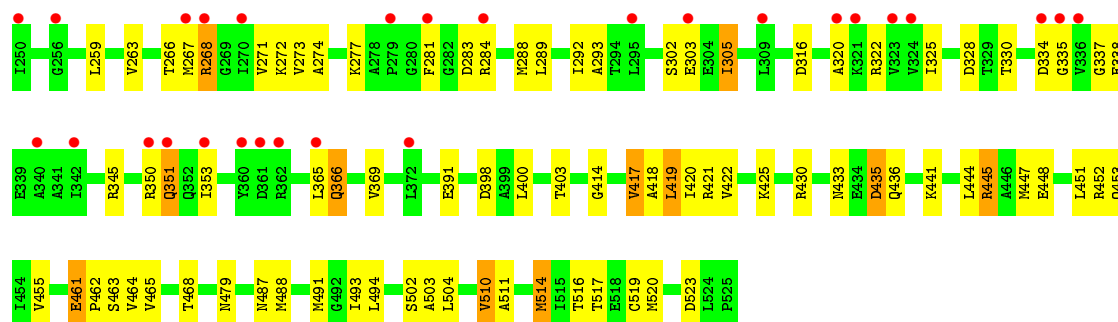 I250 G256 L259 V263 T266 M267 R268 G269 I270 V271 K272 V273 A274 K277 A278 P279 G280 F281 G282 D283 R284 M288 L289 I292 A293 T294 L295 S302 E303 E304 I305 L309 D316 A320 K321 R322 V323 V324 I325 D328 T329 T330 D334 G335 V336 G337 E338
E339 A340 A341 I342 R345 R350 Q351 Q352 I353 Y360 D361 R362 L365 Q366 V369 L372 E391 D398 A399 L400 T403 G414 V417 A418 L419 I420 R421 V422 K425 R430 N433 E434 D435 Q436 K441 L444 R445 A446 M447 E448 L451 R452 Q453
I454 V455 E461 P462 S463 V464 V465 T468 N479 N487 M488 M491 G492 I493 L494 S502 A503 L504 V510 A511 M514 I515 T516 T517 E518 C519 M520 D523 L524 P525